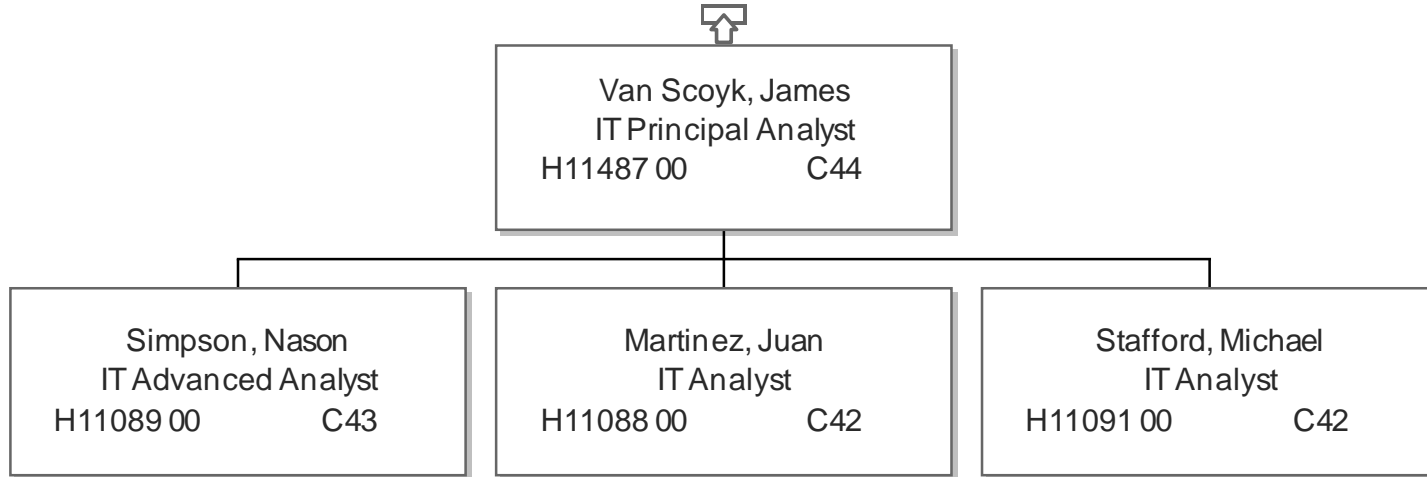 Van Scoyk, James
IT Principal Analyst
H11487 00 C44
Simpson, Nason
IT Advanced Analyst
H11089 00 C43
Martinez, Juan
IT Analyst
H11088 00 C42
Stafford, Michael
IT Analyst
H11091 00 C42